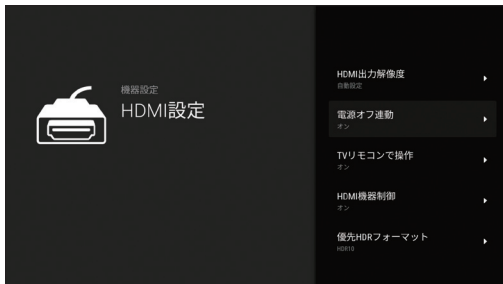 機器設定
HDMI設定
HDMI出力解像度
自動設定
電源オフ連動
オン
TVリモコンで操作
オン
HDMI機器制御
オン
優先HDRフォーマット
HDR10